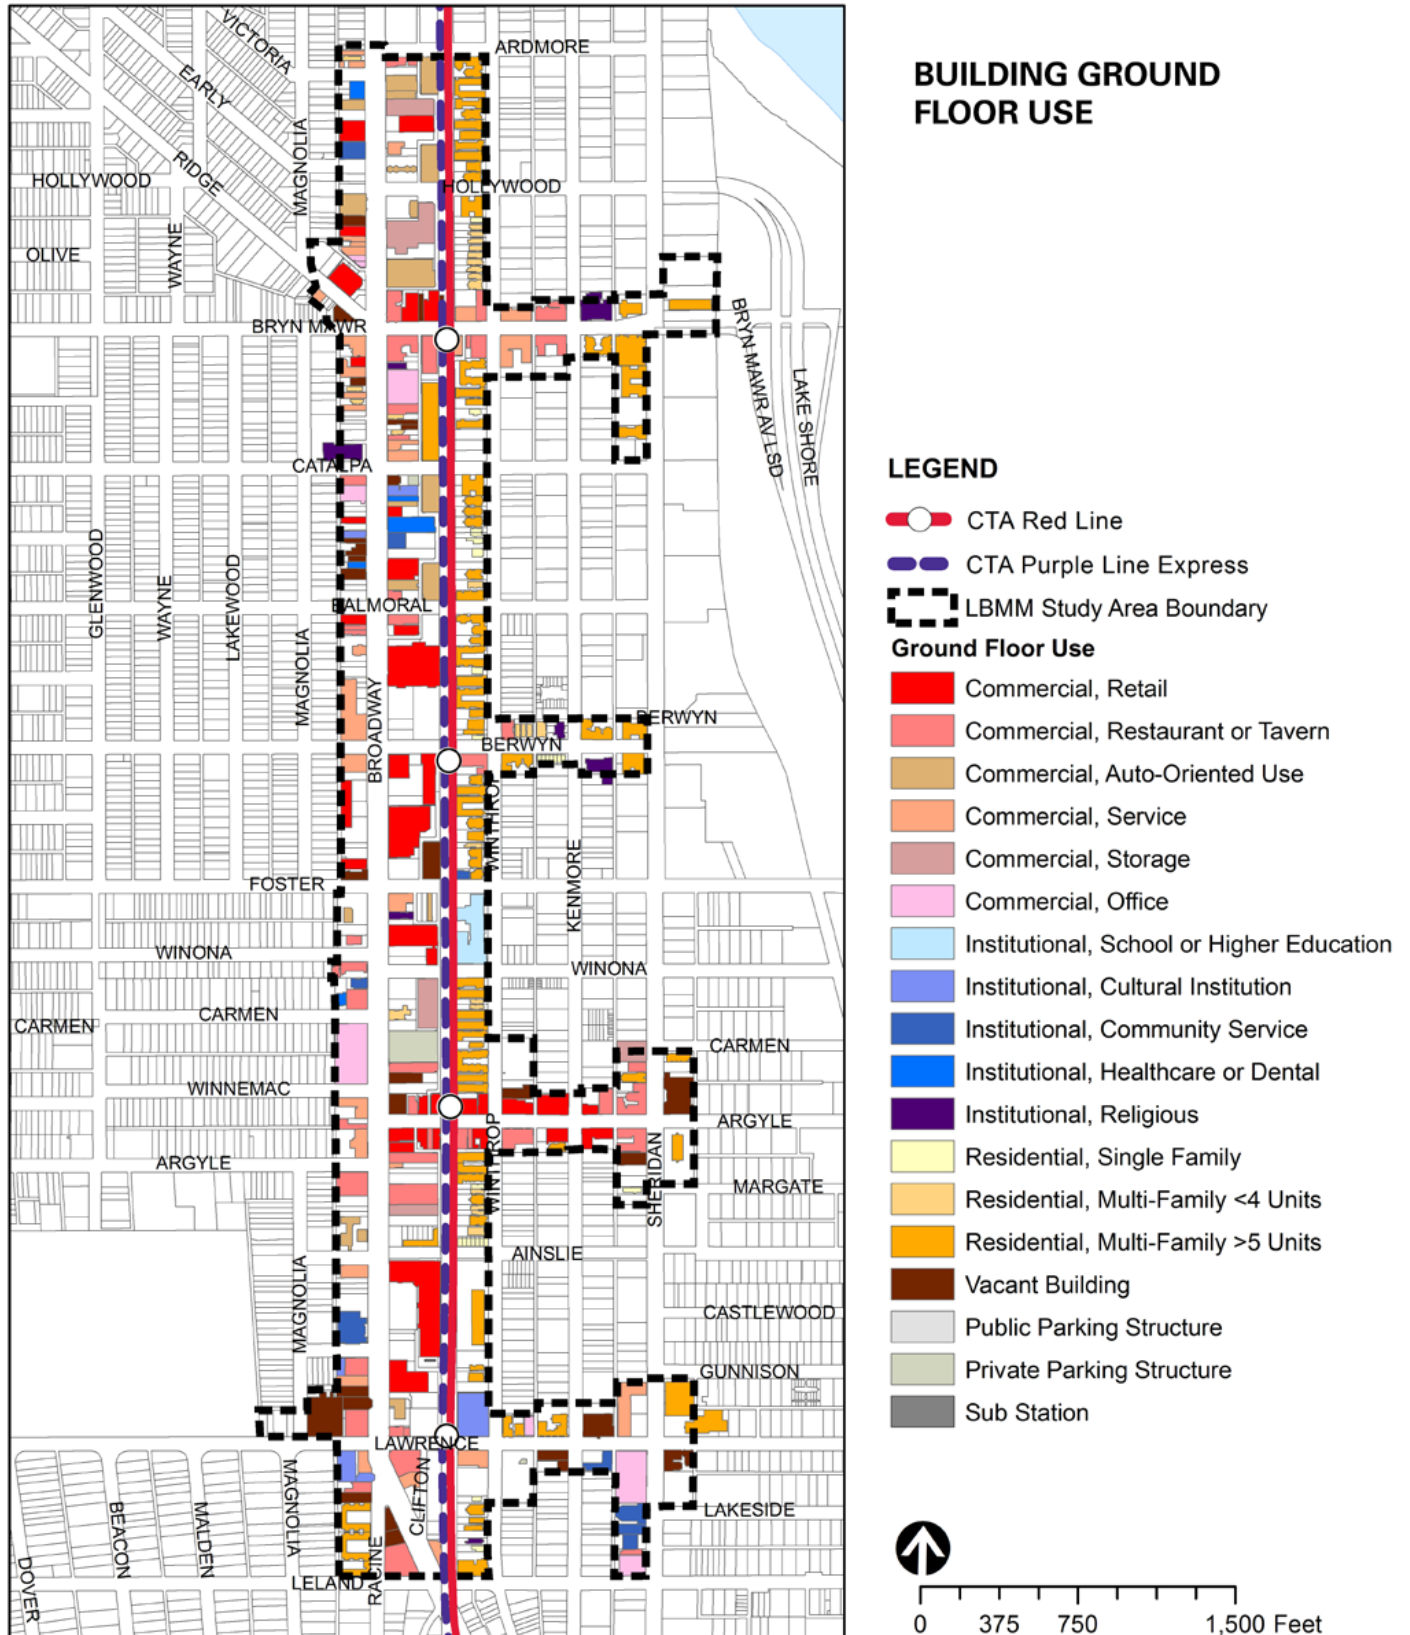 BUILDING GROUND
FLOOR USE
VICTORIA
ARDMORE
EARLY
MAGNOLIA
RIDGE
HOLLYWOOD
HOLLYWOOD
WAYNE
OLIVE
BRYN MAWR
BRYN MAWR AV LSD
LAKE SHORE
CATALPA
GLENWOOD
WAYNE
LAKEWOOD
BALMORAL
MAGNOLIA
BROADWAY
BERWYN
BERWYN
WINTHROP
KENMORE
FOSTER
WINONA
WINONA
CARMEN
CARMEN
CARMEN
WINNEMAC
ARGYLE
WINTHROP
ARGYLE
SHERIDAN
MARGATE
AINSLIE
MAGNOLIA
CASTLEWOOD
GUNNISON
LAWRENCE
CLIFTON
MAGNOLIA
BEACON
MALDEN
LAKESIDE
DOVER
LELAND
RACINE
LEGEND
CTA Red Line
CTA Purple Line Express
LBMM Study Area Boundary
Ground Floor Use
Commercial, Retail
Commercial, Restaurant or Tavern
Commercial, Auto-Oriented Use
Commercial, Service
Commercial, Storage
Commercial, Office
Institutional, School or Higher Education
Institutional, Cultural Institution
Institutional, Community Service
Institutional, Healthcare or Dental
Institutional, Religious
Residential, Single Family
Residential, Multi-Family <4 Units
Residential, Multi-Family >5 Units
Vacant Building
Public Parking Structure
Private Parking Structure
Sub Station
0 375 750 1,500 Feet